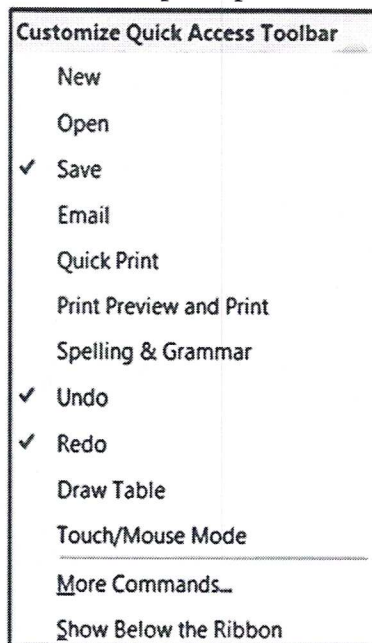 Customize Quick Access Toolbar
New
Open
✓ Save
Email
Quick Print
Print Preview and Print
Spelling & Grammar
✓ Undo
✓ Redo
Draw Table
Touch/Mouse Mode
More Commands...
Show Below the Ribbon